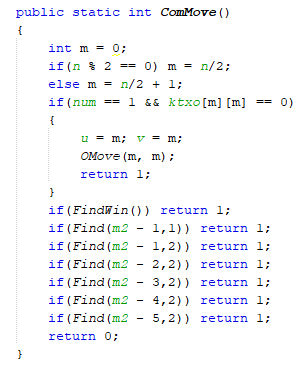 public static int ComMove()
{
    int m = 0;
    if(n % 2 == 0) m = n/2;
    else m = n/2 + 1;
    if(num == 1 && ktxo[m][m] == 0)
    {
        u = m; v = m;
        OMove(m, m);
        return 1;
    }
    if(FindWin()) return 1;
    if(Find(m2 - 1,1)) return 1;
    if(Find(m2 - 1,2)) return 1;
    if(Find(m2 - 2,2)) return 1;
    if(Find(m2 - 3,2)) return 1;
    if(Find(m2 - 4,2)) return 1;
    if(Find(m2 - 5,2)) return 1;
    return 0;
}